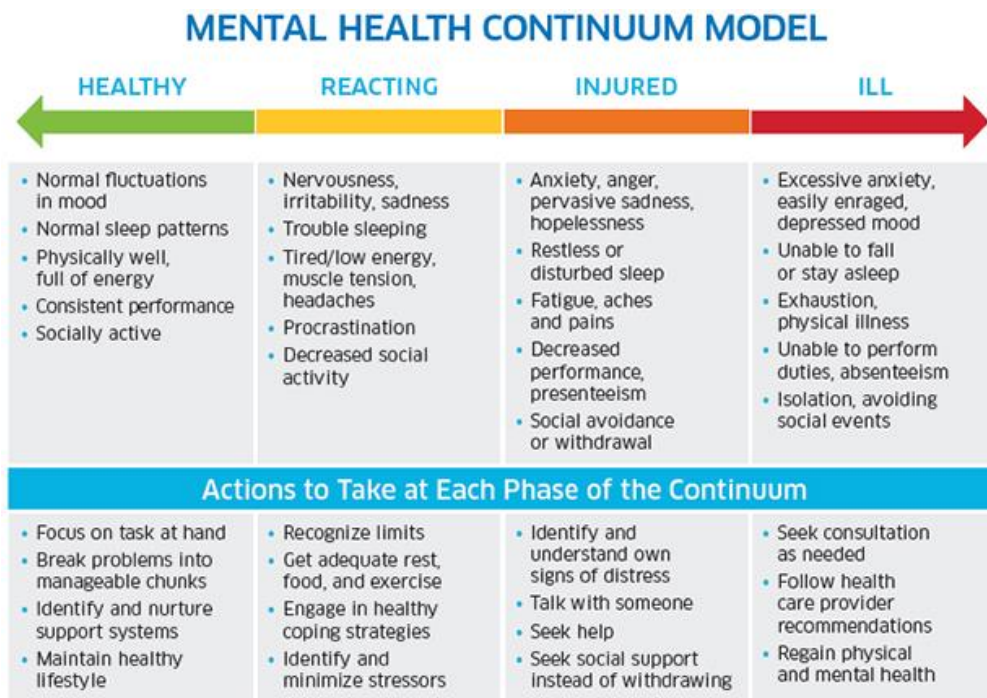 MENTAL HEALTH CONTINUUM MODEL
HEALTHY
REACTING
INJURED
ILL
• Normal fluctuations
in mood
• Normal sleep patterns
• Physically well,
full of energy
• Consistent performance
• Socially active
• Nervousness,
irritability, sadness
• Trouble sleeping
• Tired/low energy,
muscle tension,
headaches
• Procrastination
• Decreased social
activity
• Anxiety, anger,
pervasive sadness,
hopelessness
• Restless or
disturbed sleep
• Fatigue, aches
and pains
• Decreased
performance,
presenteeism
• Social avoidance
or withdrawal
• Excessive anxiety,
easily enraged,
depressed mood
• Unable to fall
or stay asleep
• Exhaustion,
physical illness
• Unable to perform
duties, absenteeism
• Isolation, avoiding
social events
Actions to Take at Each Phase of the Continuum
• Focus on task at hand
• Break problems into
manageable chunks
• Identify and nurture
support systems
• Maintain healthy
lifestyle
• Recognize limits
• Get adequate rest,
food, and exercise
• Engage in healthy
coping strategies
• Identify and
minimize stressors
• Identify and
understand own
signs of distress
• Talk with someone
• Seek help
• Seek social support
instead of withdrawing
• Seek consultation
as needed
• Follow health
care provider
recommendations
• Regain physical
and mental health